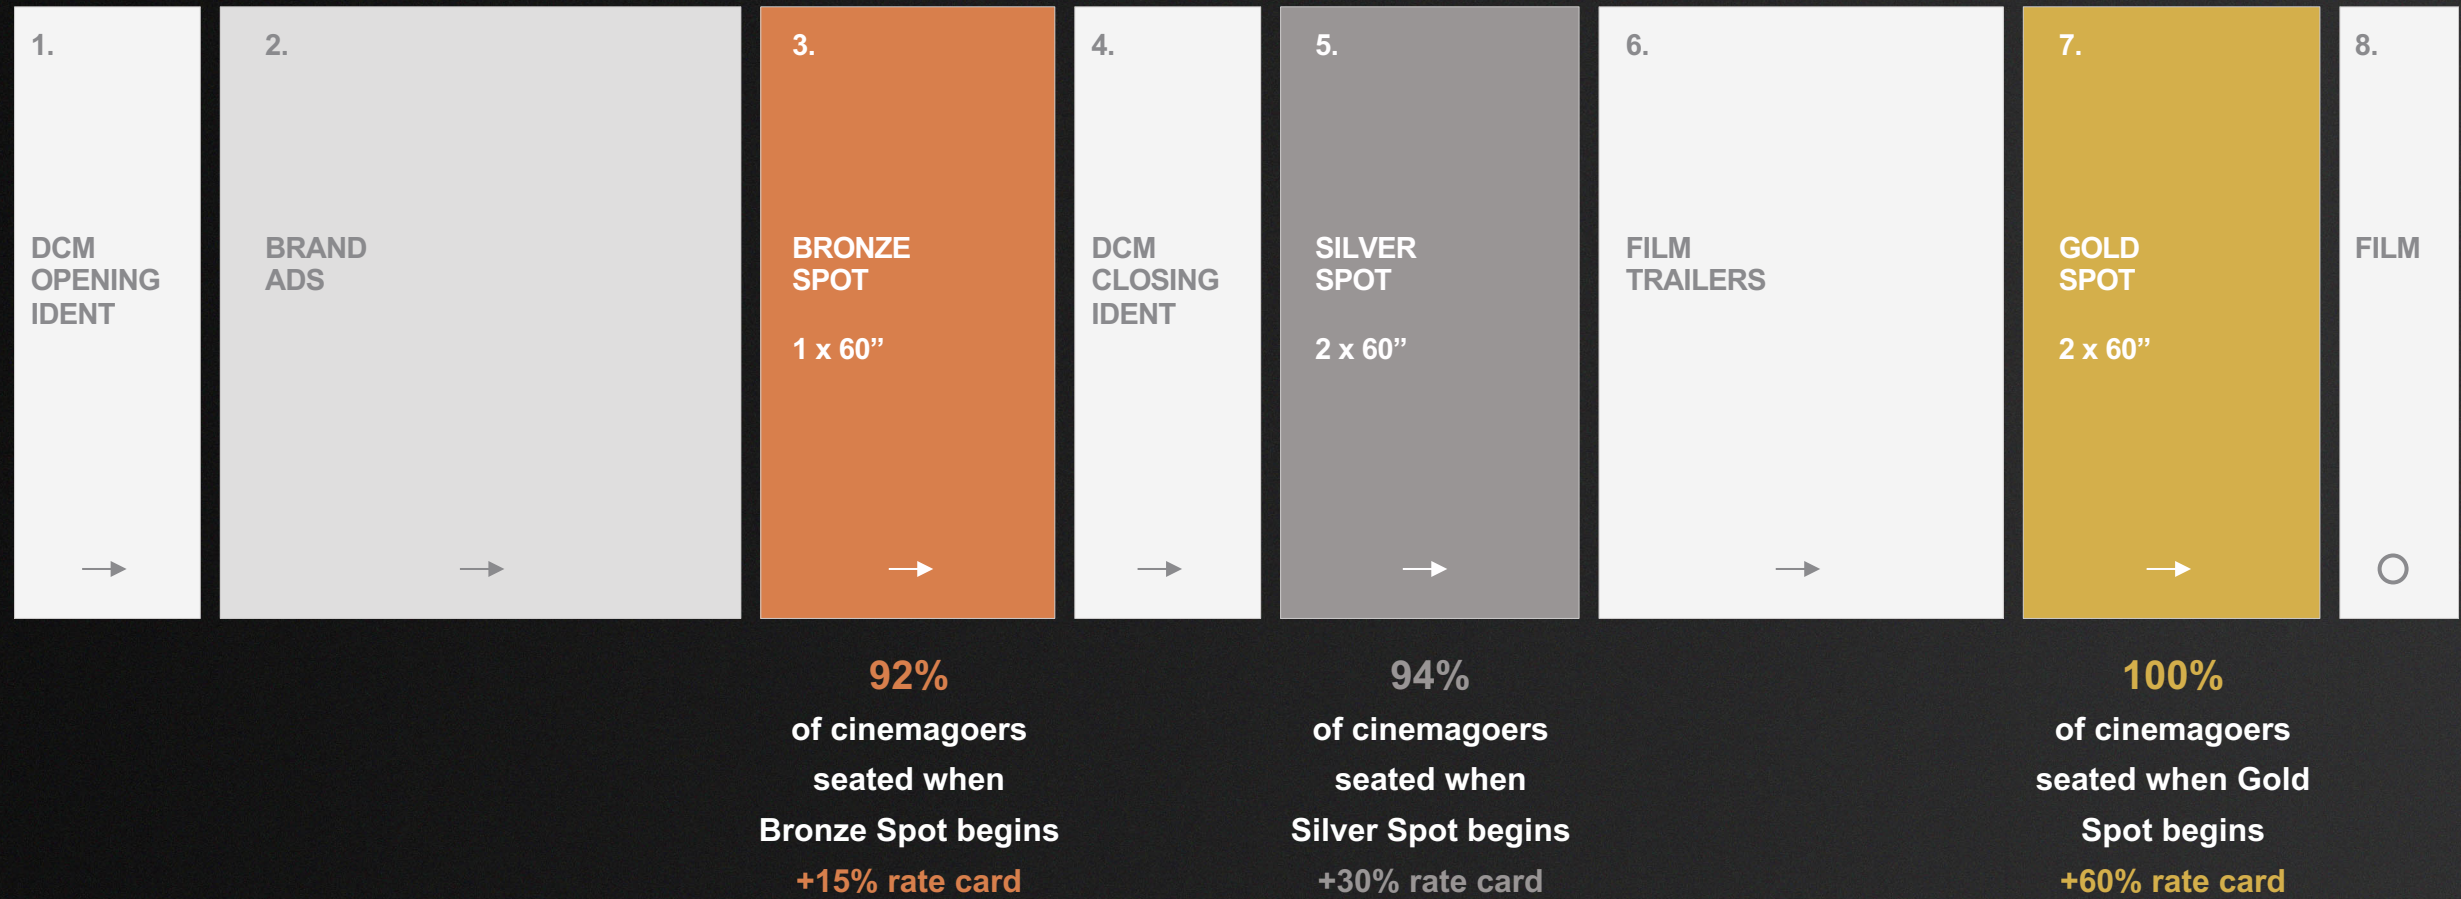 1.
DCM
OPENING
IDENT
2.
BRAND
ADS
3.
BRONZE
SPOT
1 x 60”
4.
DCM
CLOSING
IDENT
5.
SILVER
SPOT
2 x 60”
6.
FILM
TRAILERS
7.
GOLD
SPOT
2 x 60”
8.
FILM
92%
of cinemagoers
seated when
Bronze Spot begins
+15% rate card
94%
of cinemagoers
seated when
Silver Spot begins
+30% rate card
100%
of cinemagoers
seated when Gold
Spot begins
+60% rate card